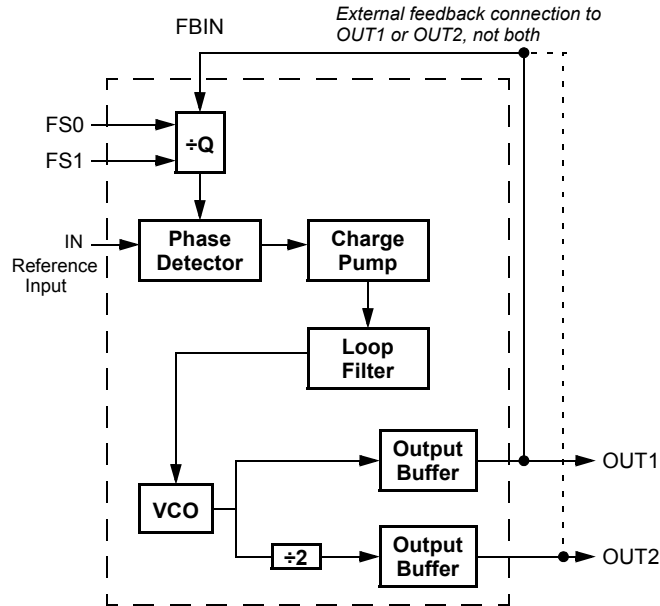 FBIN
External feedback connection to
OUT1 or OUT2, not both
FS0
FS1
÷Q
IN
Reference
Input
Phase
Detector
Charge
Pump
Loop
Filter
VCO
Output
Buffer
OUT1
÷2
Output
Buffer
OUT2